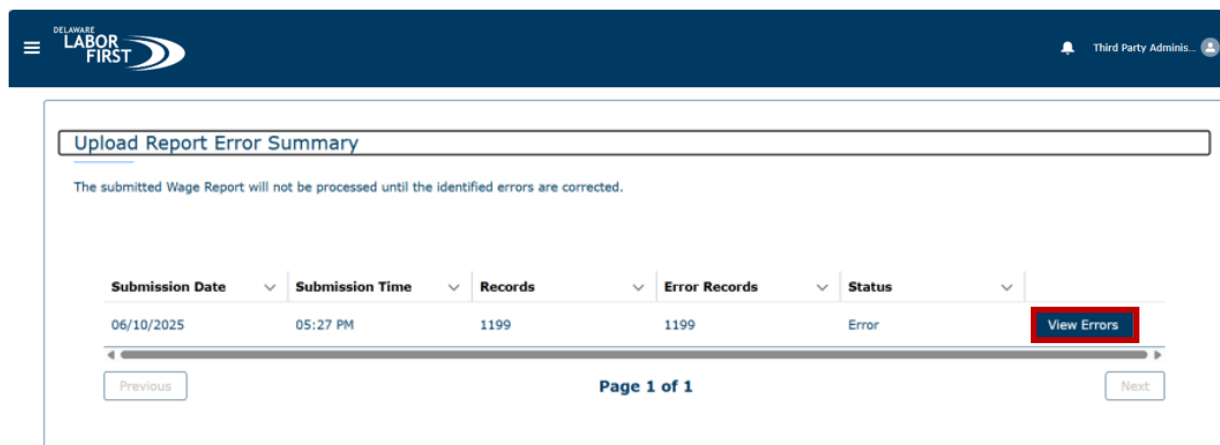 DELAWARE
LABOR
FIRST
Third Party Adminis...
Upload Report Error Summary
The submitted Wage Report will not be processed until the identified errors are corrected.
Submission Date Submission Time Records Error Records Status
06/10/2025 05:27 PM 1199 1199 Error View Errors
Previous Page 1 of 1 Next